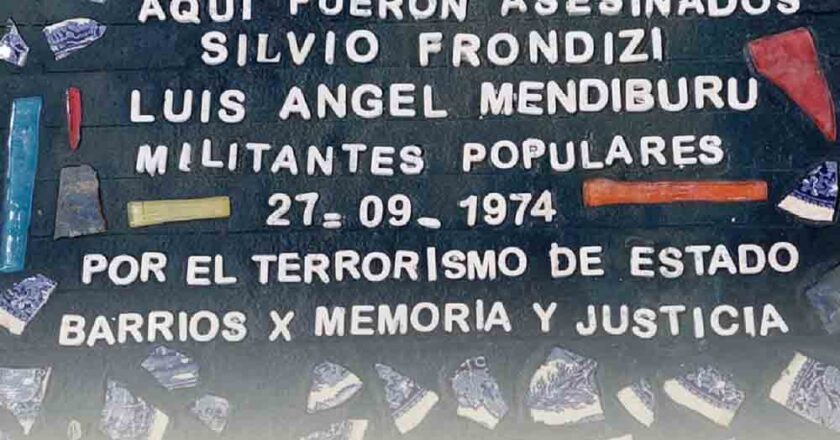 AQUI FUERON ASESINADOS
SILVIO FRONDIZI
LUIS ANGEL MENDIBURU
MILITANTES POPULARES
27-09-1974
POR EL TERRORISMO DE ESTADO
BARRIOS X MEMORIA Y JUSTICIA